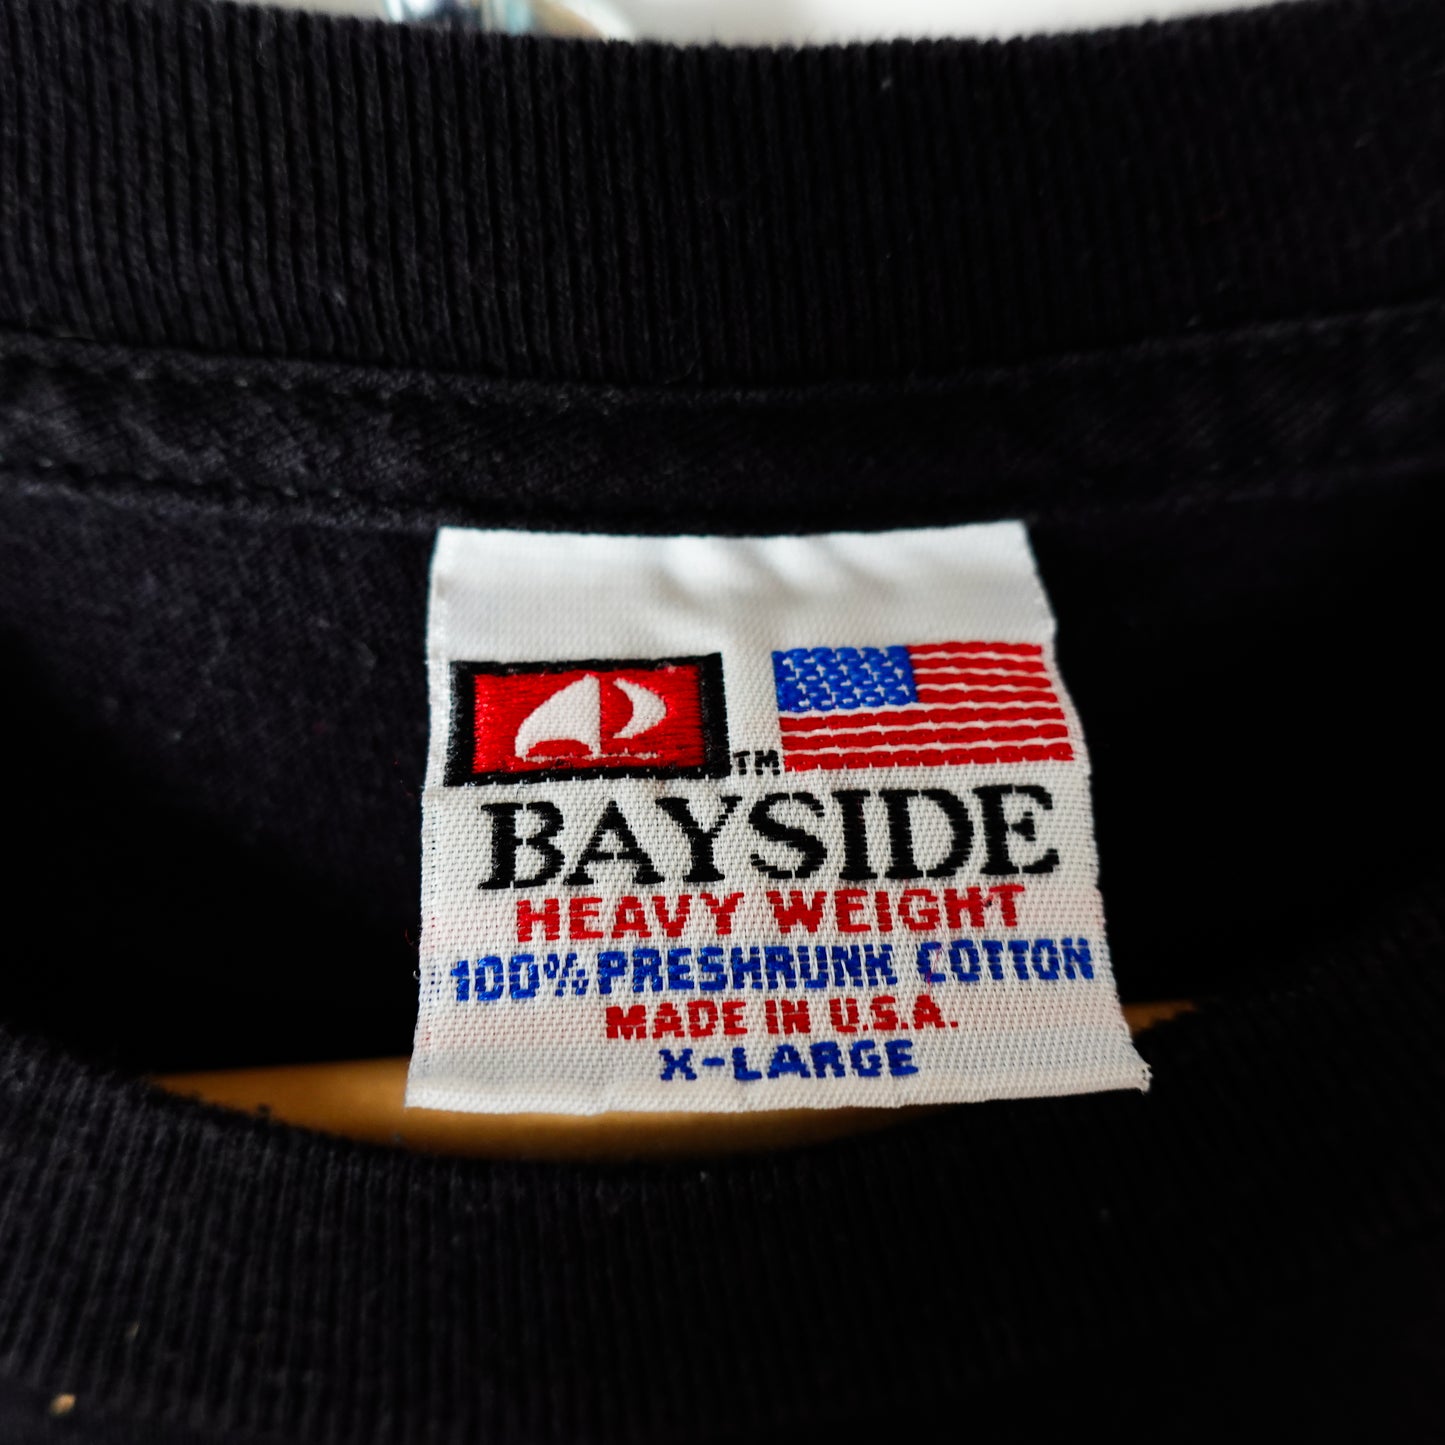 TM
BAYSIDE
HEAVY WEIGHT
100% PRESHRUNK COTTON
MADE IN U.S.A.
X-LARGE